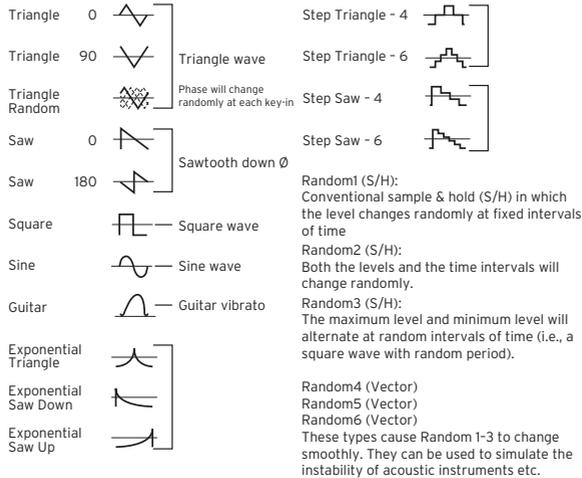 Triangle 0
Triangle 90
Triangle wave
Triangle
Random
Phase will change
randomly at each key-in
Saw 0
Saw 180
Sawtooth down Ø
Square
Square wave
Sine
Sine wave
Guitar
Guitar vibrato
Exponential
Triangle
Exponential
Saw Down
Exponential
Saw Up
Step Triangle – 4
Step Triangle – 6
Step Saw – 4
Step Saw – 6
Random1 (S/H):
Conventional sample & hold (S/H) in which
the level changes randomly at fixed intervals
of time
Random2 (S/H):
Both the levels and the time intervals will
change randomly.
Random3 (S/H):
The maximum level and minimum level will
alternate at random intervals of time (i.e., a
square wave with random period).
Random4 (Vector)
Random5 (Vector)
Random6 (Vector)
These types cause Random 1–3 to change
smoothly. They can be used to simulate the
instability of acoustic instruments etc.